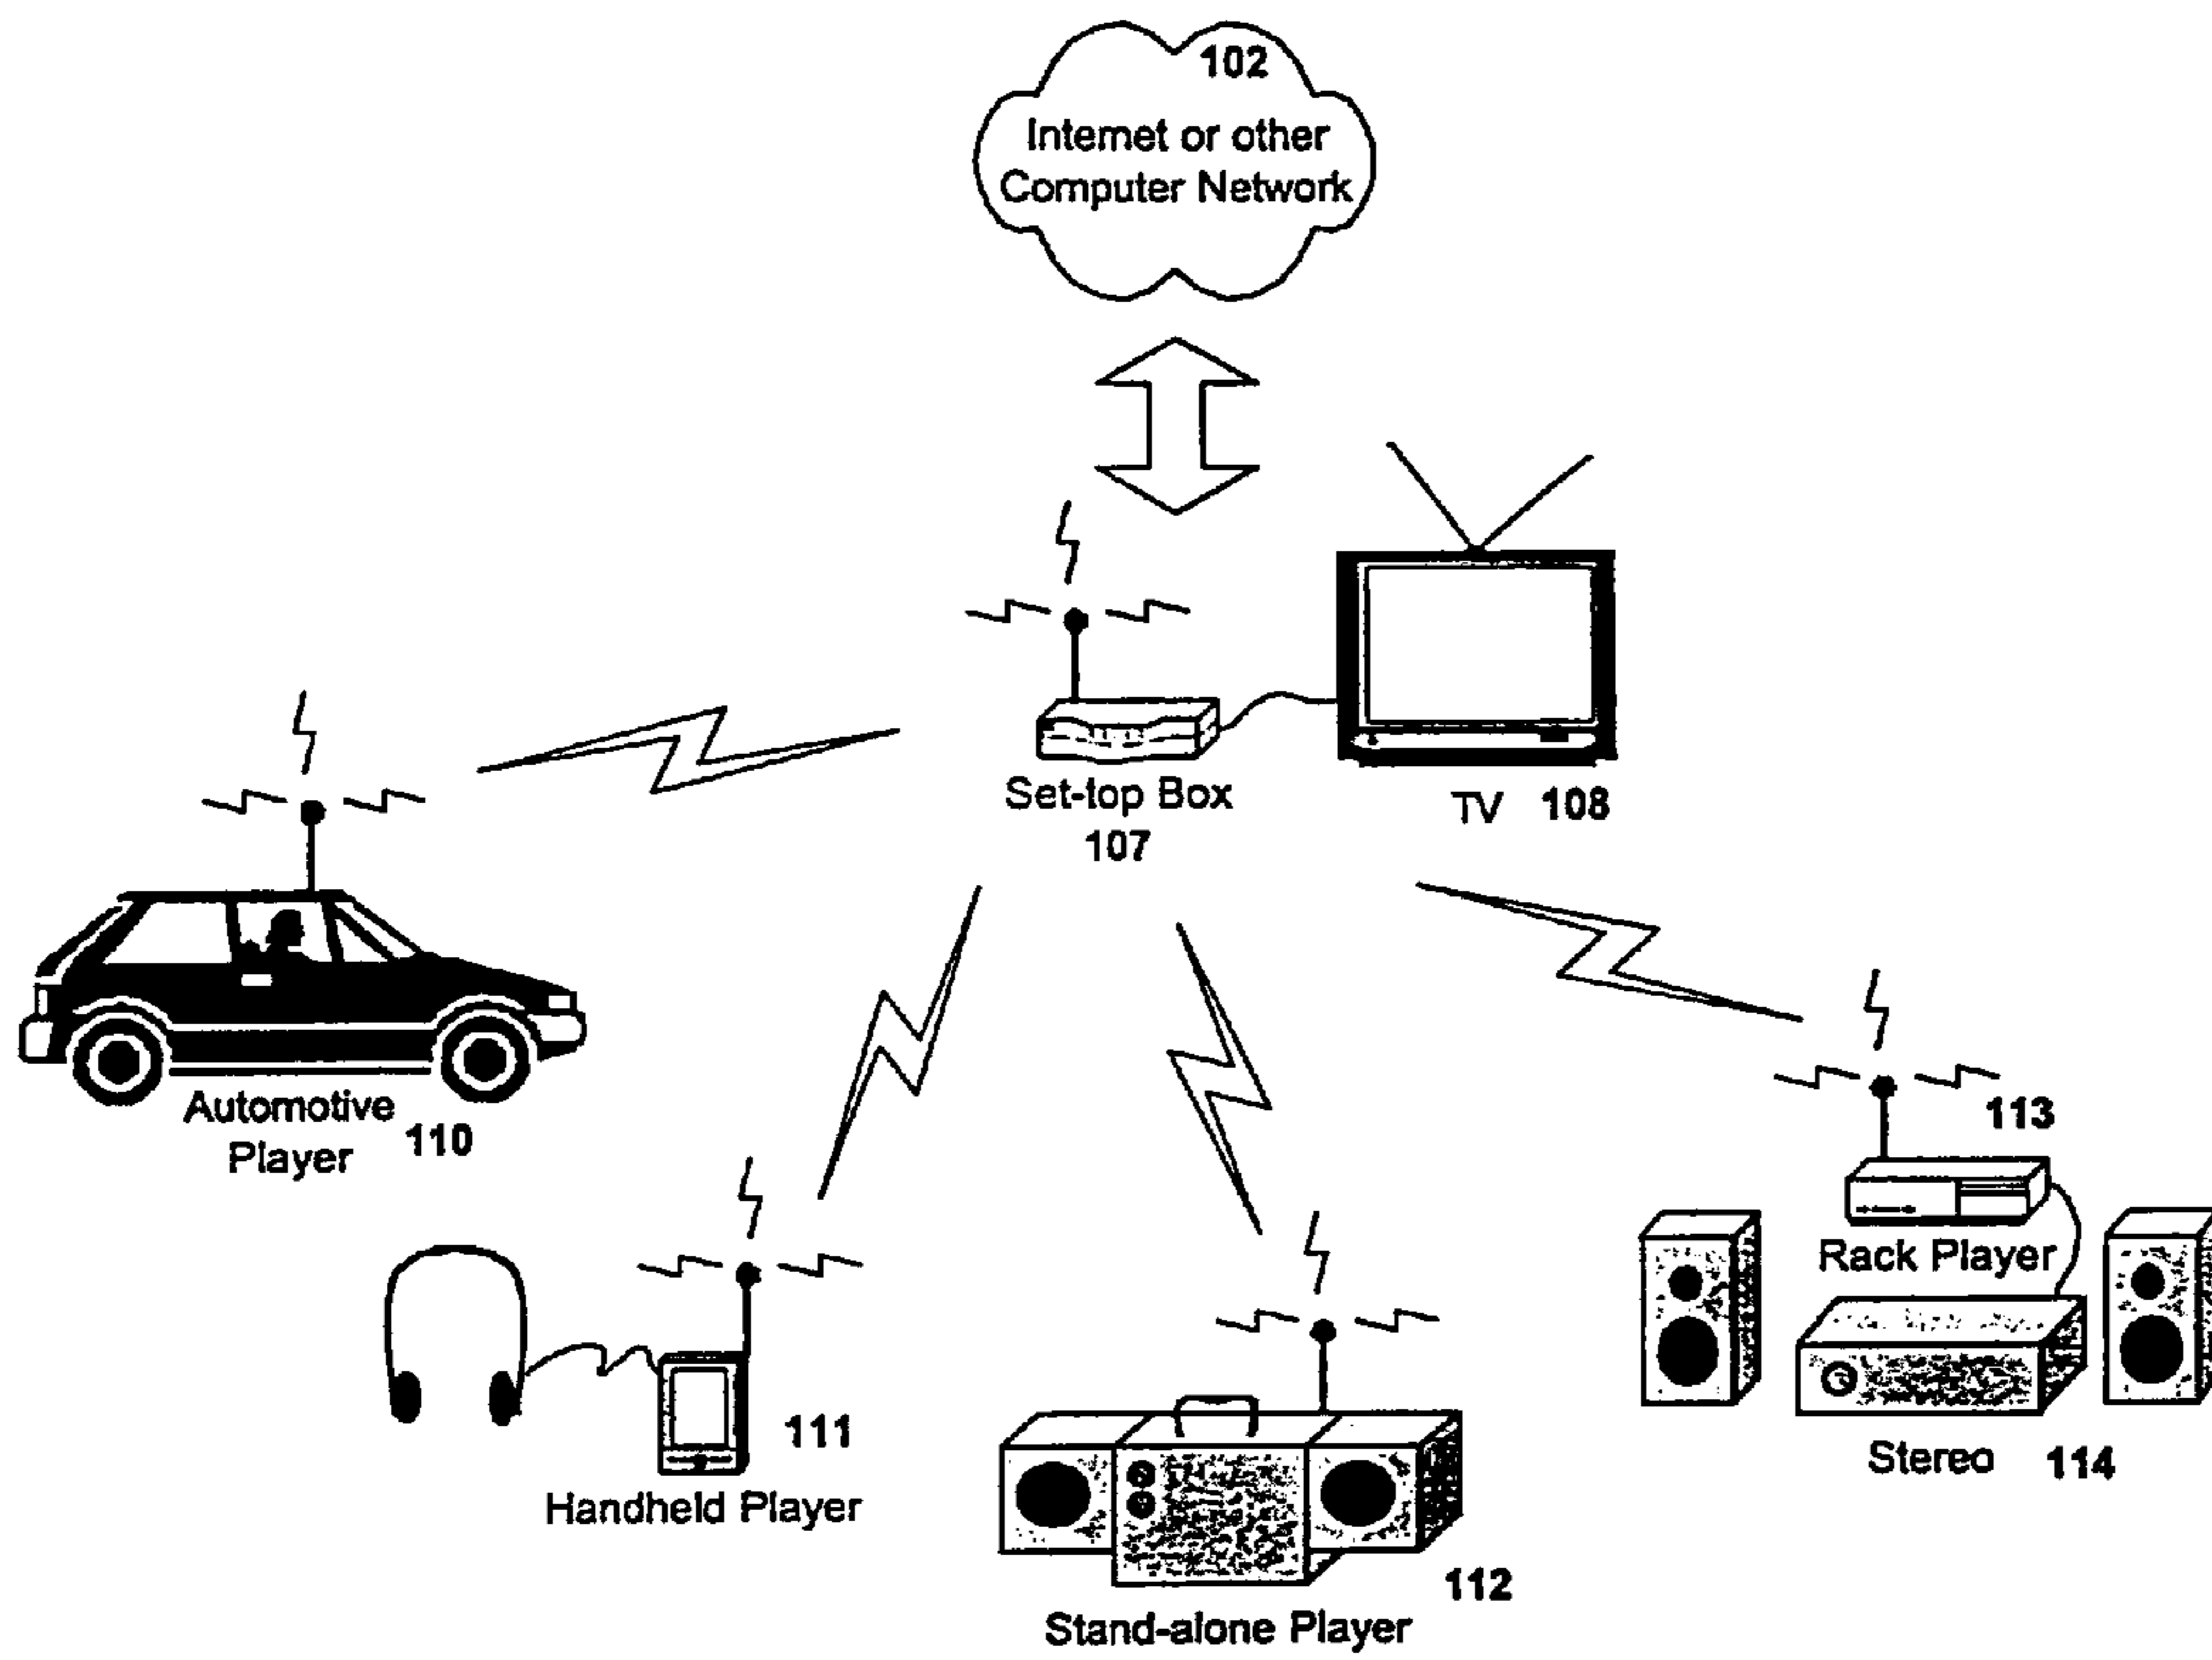 102
Internet or other
Computer Network
Set-top Box
107
TV 108
Automotive
Player 110
113
Rack Player
111
Handheld Player
Stereo 114
112
Stand-alone Player